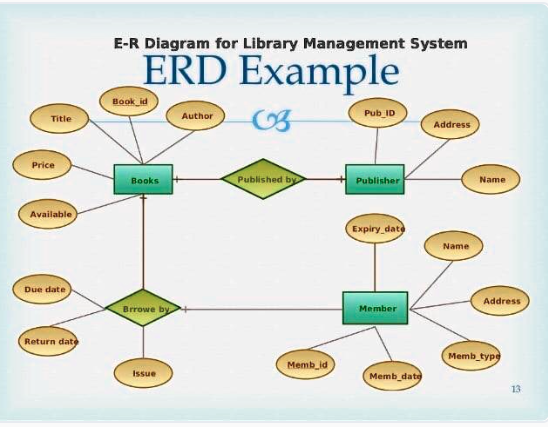 E-R Diagram for Library Management System
ERD Example
Book_id
Title
Author
Pub_ID
Address
Price
Books
Published by
Publisher
Name
Available
Expiry_date
Name
Due date
Brrowe by
Member
Address
Return date
Issue
Memb_id
Memb_date
Memb_type
13